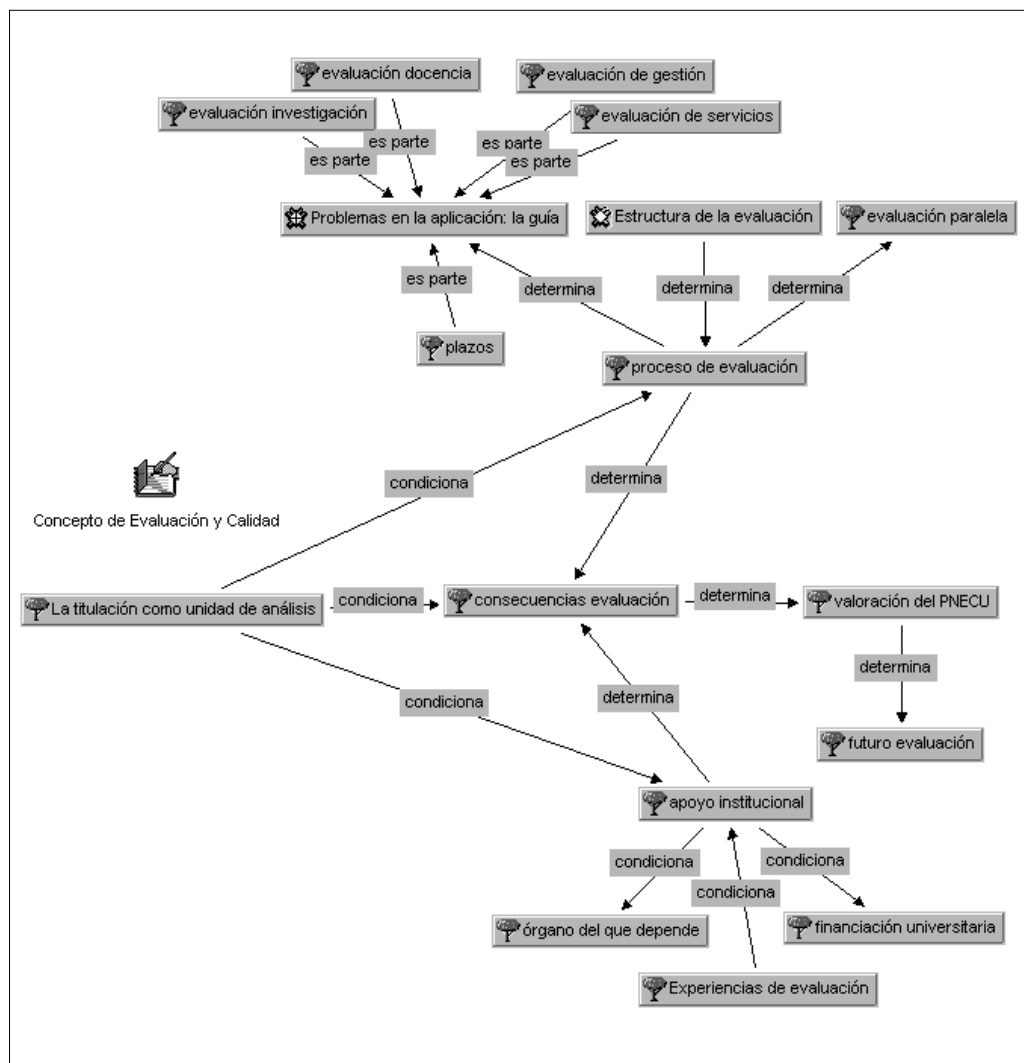 evaluación docencia
evaluación de gestión
evaluación investigación
evaluación de servicios
es parte
es parte
es parte
es parte
Problemas en la aplicación: la guía
Estructura de la evaluación
evaluación paralela
es parte
determina
determina
determina
plazos
proceso de evaluación
condiciona
determina
Concepto de Evaluación y Calidad
La titulación como unidad de análisis
condiciona
consecuencias evaluación
determina
valoración del PNECU
determina
condiciona
determina
futuro evaluación
apoyo institucional
condiciona
condiciona
condiciona
órgano del que depende
financiación universitaria
Experiencias de evaluación